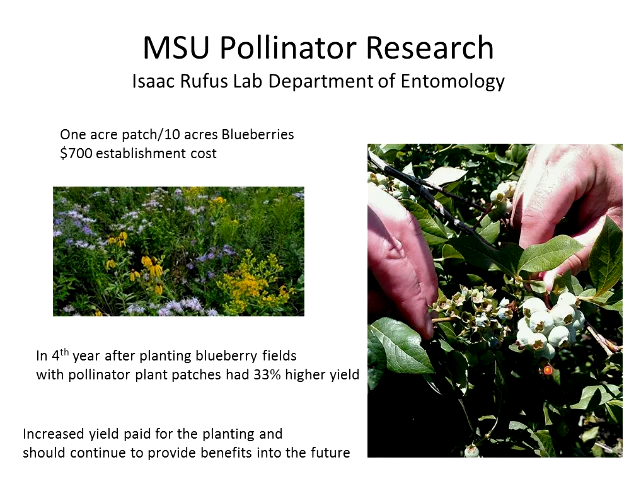 MSU Pollinator Research
Isaac Rufus Lab Department of Entomology
One acre patch/10 acres Blueberries
$700 establishment cost
In 4th year after planting blueberry fields
with pollinator plant patches had 33% higher yield
Increased yield paid for the planting and
should continue to provide benefits into the future